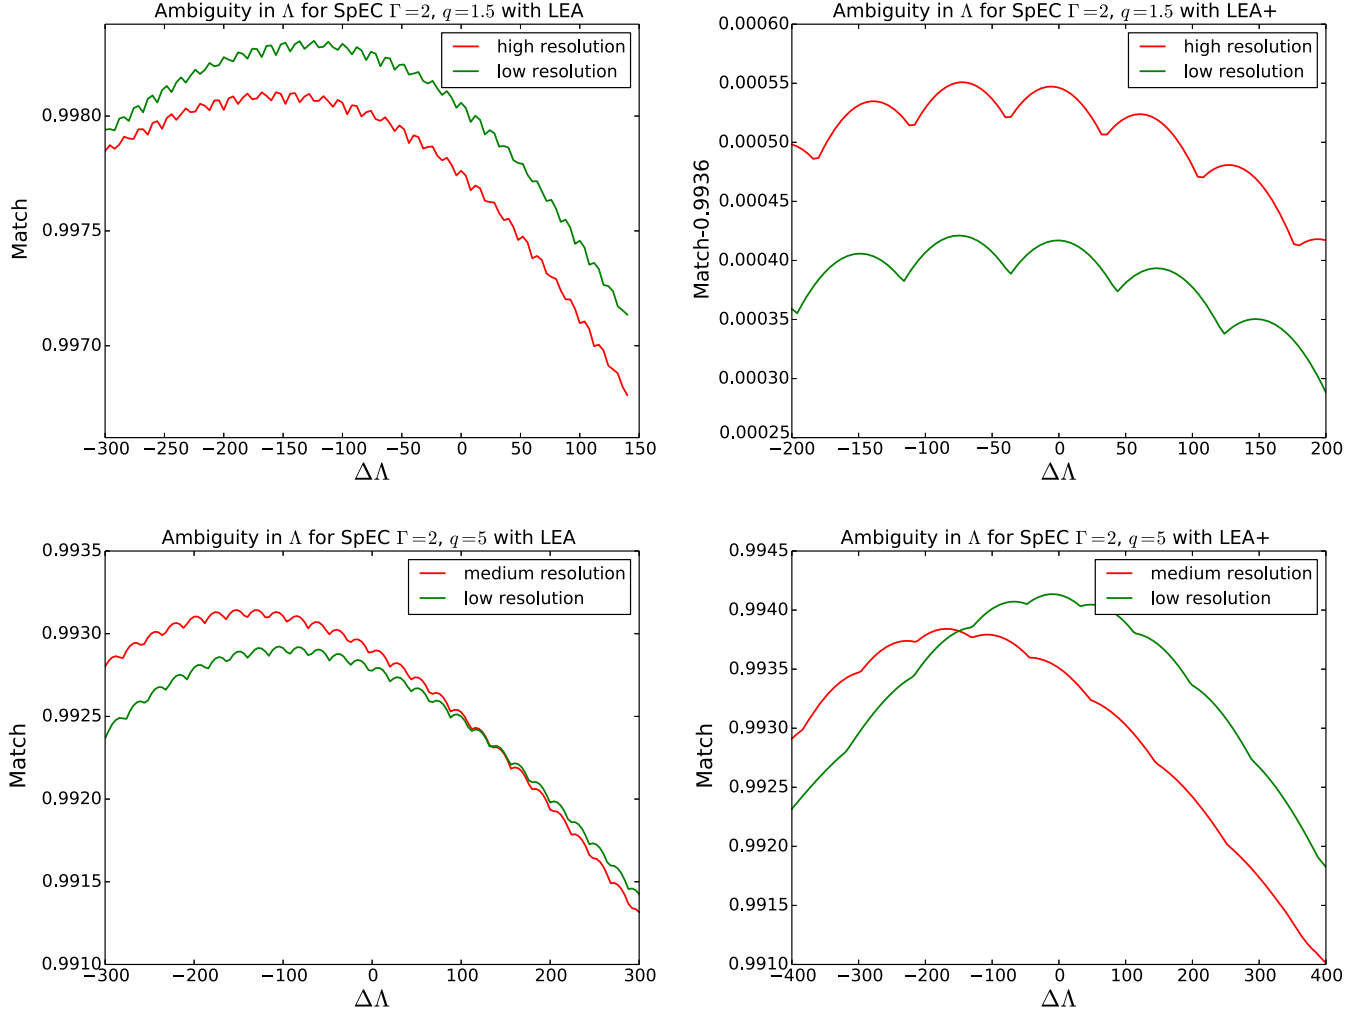 Ambiguity in Λ for SpEC Γ=2, q=1.5 with LEA
high resolution
low resolution
0.9980
0.9975
0.9970
Match
−300 −250 −200 −150 −100 −50 0 50 100 150
ΔΛ
Ambiguity in Λ for SpEC Γ=2, q=1.5 with LEA+
high resolution
low resolution
0.00060
0.00055
0.00050
0.00045
0.00040
0.00035
0.00030
0.00025
Match-0.9936
−200 −150 −100 −50 0 50 100 150 200
ΔΛ
Ambiguity in Λ for SpEC Γ=2, q=5 with LEA
medium resolution
low resolution
0.9935
0.9930
0.9925
0.9920
0.9915
0.9910
Match
−300 −200 −100 0 100 200 300
ΔΛ
Ambiguity in Λ for SpEC Γ=2, q=5 with LEA+
medium resolution
low resolution
0.9945
0.9940
0.9935
0.9930
0.9925
0.9920
0.9915
0.9910
Match
−400 −300 −200 −100 0 100 200 300 400
ΔΛ